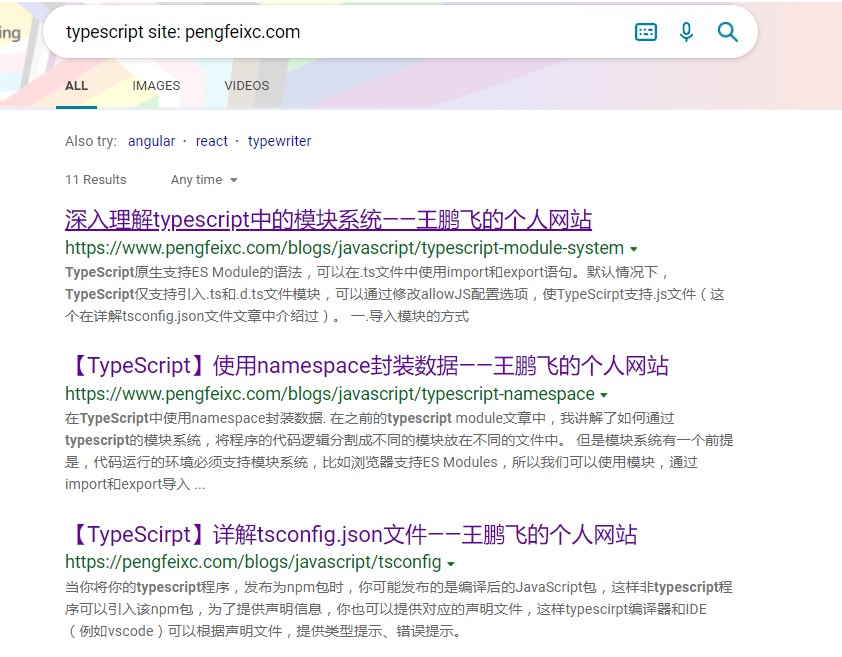 ing
typescript site: pengfeixc.com
ALL IMAGES VIDEOS
Also try: angular · react · typewriter
11 Results Any time
深入理解typescript中的模块系统——王鹏飞的个人网站
https://www.pengfeixc.com/blogs/javascript/typescript-module-system
TypeScript原生支持ES Module的语法，可以在.ts文件中使用import和export语句。默认情况下，
TypeScript仅支持引入.ts和.d.ts文件模块，可以通过修改allowJS配置选项，使TypeScirpt支持.js文件（这
个在详解tsconfig.json文件文章中介绍过）。 一.导入模块的方式
【TypeScript】使用namespace封装数据——王鹏飞的个人网站
https://www.pengfeixc.com/blogs/javascript/typescript-namespace
在TypeScript中使用namespace封装数据. 在之前的typescript module文章中，我讲解了如何通过
typescript的模块系统，将程序的代码逻辑分割成不同的模块放在不同的文件中。 但是模块系统有一个前提
是，代码运行的环境必须支持模块系统，比如浏览器支持ES Modules，所以我们可以使用模块，通过
import和export导入 ...
【TypeScirpt】详解tsconfig.json文件——王鹏飞的个人网站
https://pengfeixc.com/blogs/javascript/tsconfig
当你将你的typescript程序，发布为npm包时，你可能发布的是编译后的JavaScript包，这样非typescript程
序可以引入该npm包，为了提供声明信息，你也可以提供对应的声明文件，这样typescirpt编译器和IDE
（例如vscode）可以根据声明文件，提供类型提示、错误提示。